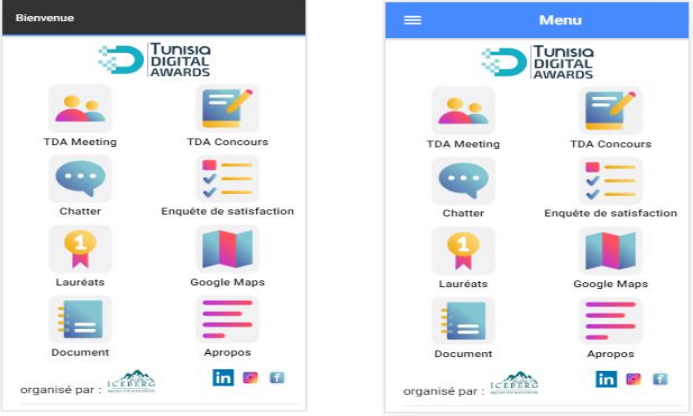 Bienvenue
TUNISIA
DIGITAL
AWARDS
TDA Meeting
TDA Concours
Chatter
Enquête de satisfaction
1
Lauréats
Google Maps
Document
Apropos
organisé par :
ICEBERG
in
f
Menu
TUNISIA
DIGITAL
AWARDS
TDA Meeting
TDA Concours
Chatter
Enquête de satisfaction
1
Lauréats
Google Maps
Document
Apropos
organisé par :
ICEBERG
in
f